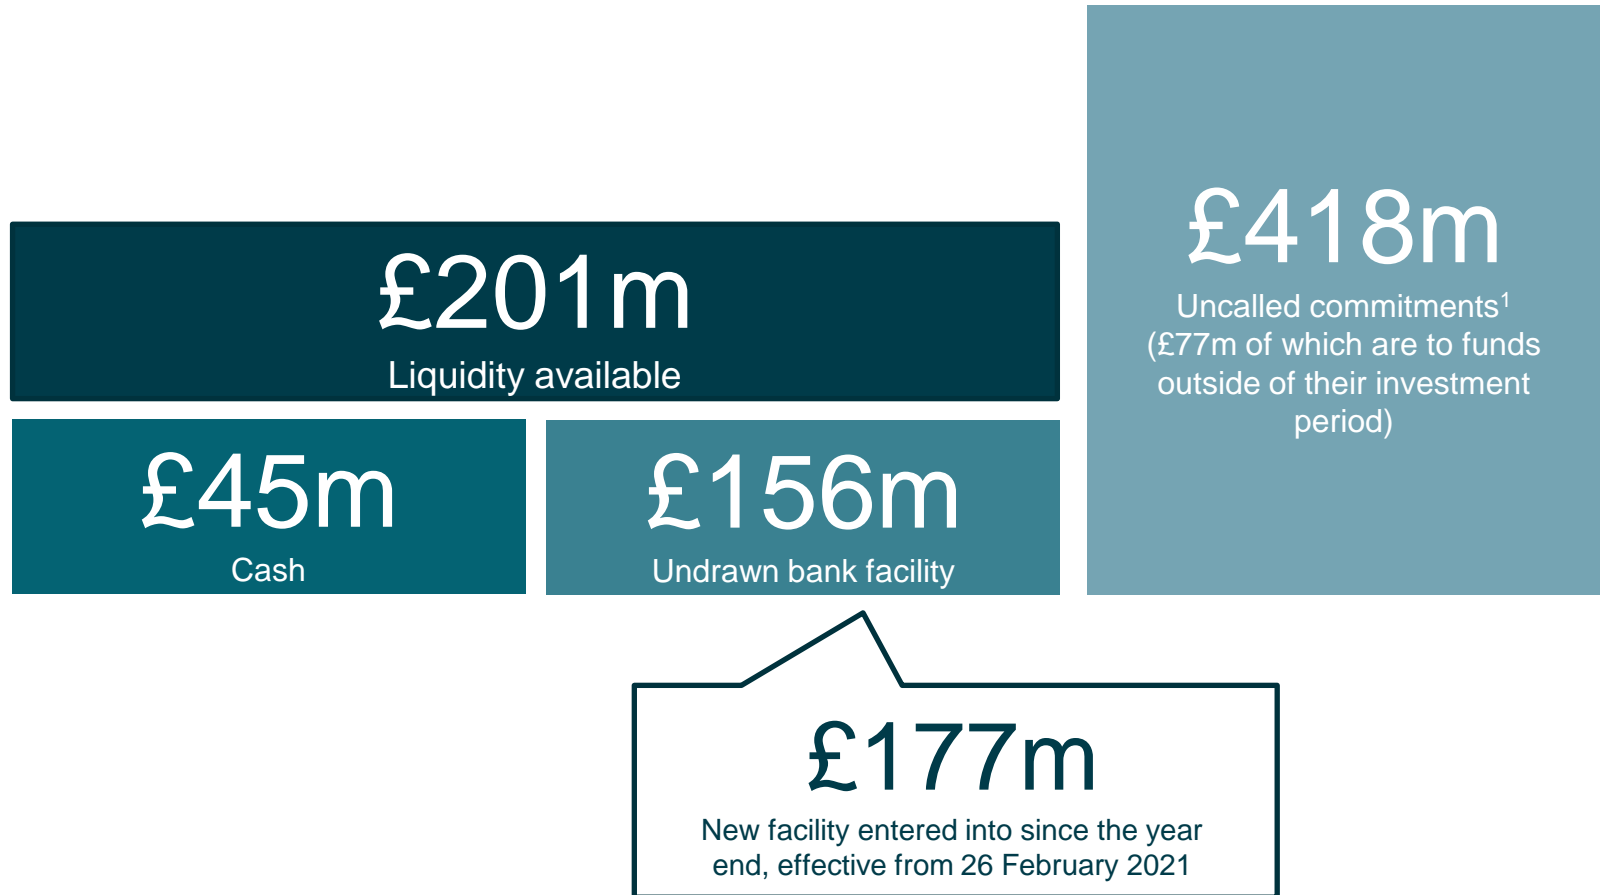 £201m
Liquidity available
£45m
Cash
£156m
Undrawn bank facility
£418m
Uncalled commitments¹
(£77m of which are to funds
outside of their investment
period)
£177m
New facility entered into since the year
end, effective from 26 February 2021